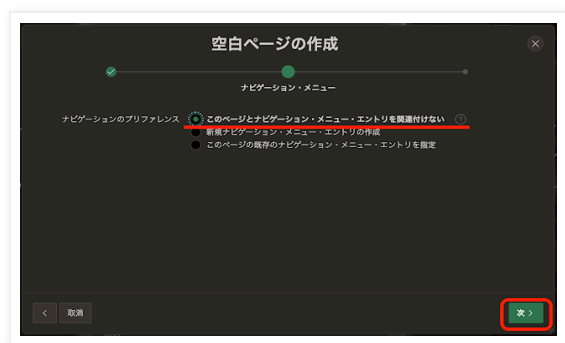 空白ページの作成
ナビゲーション・メニュー
ナビゲーションのプリファレンス
このページとナビゲーション・メニュー・エントリを関連付けない
新規ナビゲーション・メニュー・エントリの作成
このページの既存のナビゲーション・メニュー・エントリを指定
取消
次